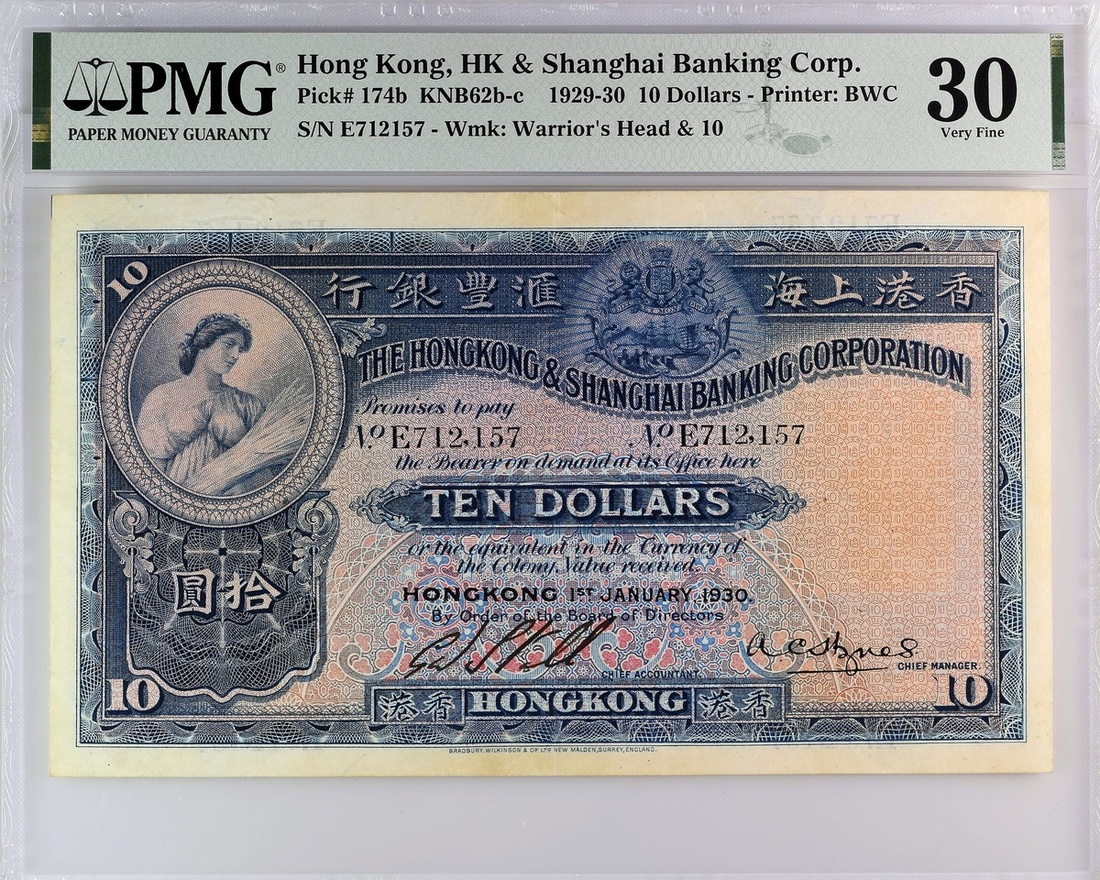 PMG®
PAPER MONEY GUARANTY
Hong Kong, HK & Shanghai Banking Corp.
Pick# 174b KNB62b-c 1929-30 10 Dollars - Printer: BWC
S/N E712157 - Wmk: Warrior's Head & 10
30
Very Fine
10
行銀豐滙 海上港香
THE HONGKONG & SHANGHAI BANKING CORPORATION
Promises to pay
No E712,157 No E712,157
the Bearer on demand at its Office here
TEN DOLLARS
or the equivalent in the Currency of
the Colony, Value received.
圓拾
HONGKONG 1ST JANUARY, 1930.
By Order of the Board of Directors
CHIEF ACCOUNTANT.
A C Hynes
CHIEF MANAGER.
10 港香 HONGKONG 港香 10
BRADBURY, WILKINSON & Co LTD NEW MALDEN, SURREY, ENGLAND.